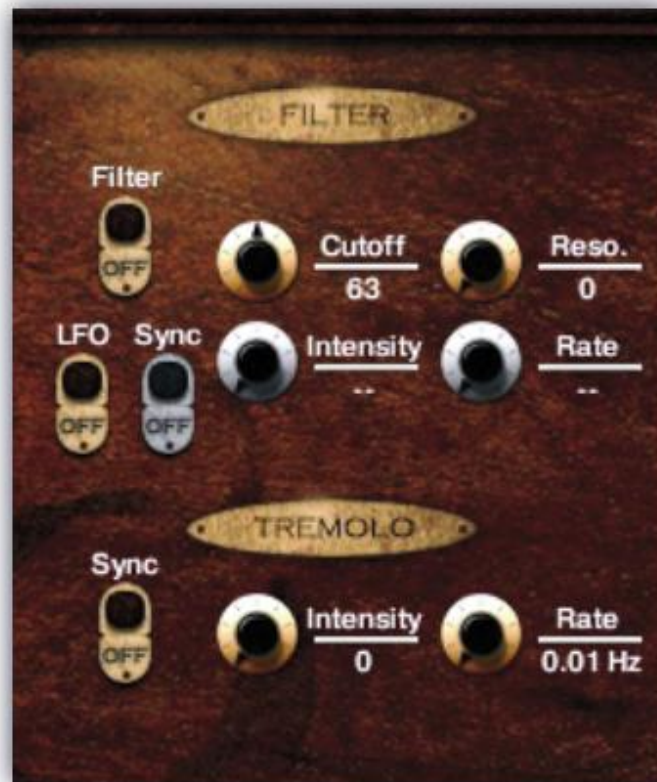 FILTER
Filter
OFF
Cutoff
63
Reso.
0
LFO
Sync
OFF
OFF
Intensity
--
Rate
--
TREMOLO
Sync
OFF
Intensity
0
Rate
0.01 Hz